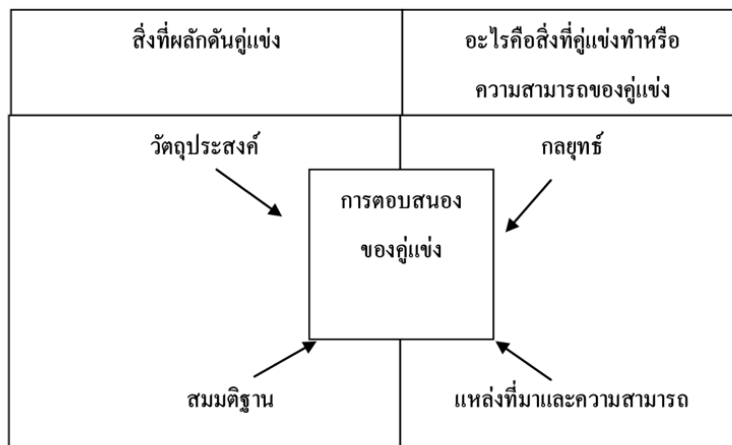 สิ่งที่ผลักดันคู่แข่ง
อะไรคือสิ่งที่คู่แข่งทำหรือ
ความสามารถของคู่แข่ง
วัตถุประสงค์
กลยุทธ์
การตอบสนอง
ของคู่แข่ง
สมมติฐาน
แหล่งที่มาและความสามารถ